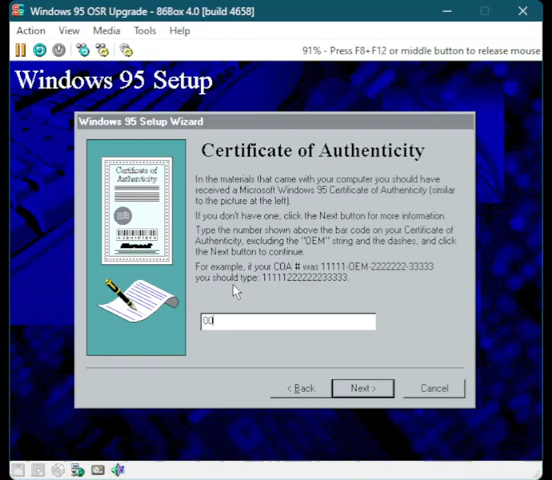 Windows 95 OSR Upgrade - 86Box 4.0 [build 4658]
Action View Media Tools Help
91% - Press F8+F12 or middle button to release mouse
Windows 95 Setup
Windows 95 Setup Wizard
Certificate of Authenticity
Certificate of
Authenticity
Microsoft
In the materials that came with your computer you should have
received a Microsoft Windows 95 Certificate of Authenticity (similar
to the picture at the left).
If you don't have one, click the Next button for more information.
Type the number shown above the bar code on your Certificate of
Authenticity, excluding the "OEM" string and the dashes, and click
the Next button to continue.
For example, if your COA # was 11111-OEM-2222222-33333
you should type: 11111222222233333.
00
< Back
Next >
Cancel